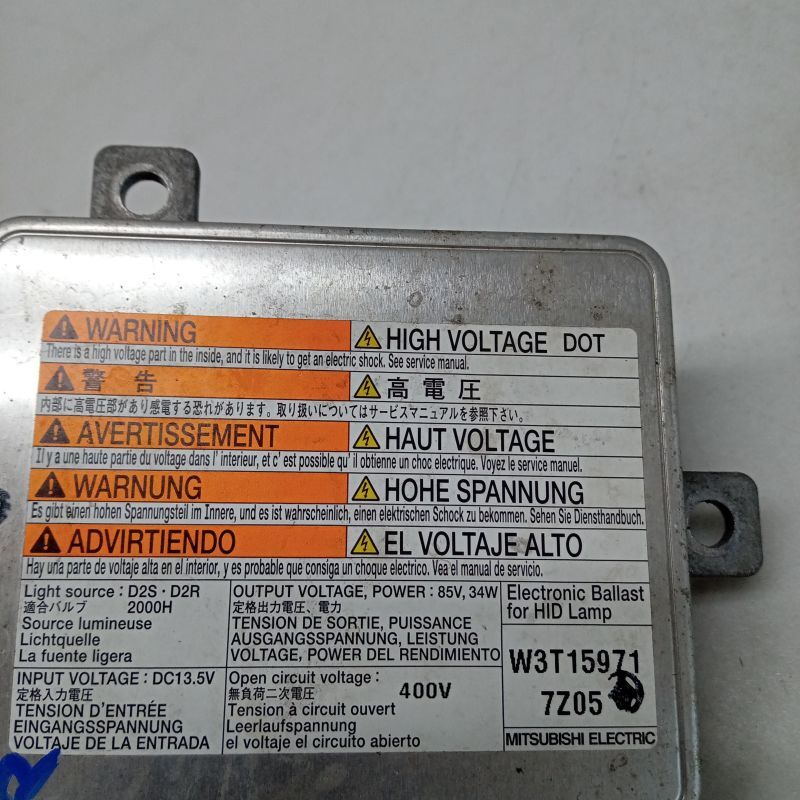 WARNING
HIGH VOLTAGE DOT
There is a high voltage part in the inside, and it is likely to get an electric shock. See service manual.
警 告
高 電 圧
内部に高電圧部があり感電する恐れがあります。取り扱いについてはサービスマニュアルを参照下さい。
AVERTISSEMENT
HAUT VOLTAGE
Il y a une haute partie du voltage dans l' interieur, et c' est possible qu' il obtienne un choc electrique. Voyez le service manuel.
WARNUNG
HOHE SPANNUNG
Es gibt einen hohen Spannungsteil im Innere, und es ist wahrscheinlich, einen elektrischen Schock zu bekommen. Sehen Sie Diensthandbuch.
ADVIRTIENDO
EL VOLTAJE ALTO
Hay una parte de voltaje alta en el interior, y es probable que consiga un choque electrico. Vea el manual de servicio.
Light source : D2S · D2R
適合バルブ 2000H
Source lumineuse
Lichtquelle
La fuente ligera
OUTPUT VOLTAGE, POWER : 85V, 34W
定格出力電圧、電力
TENSION DE SORTIE, PUISSANCE
AUSGANGSSPANNUNG, LEISTUNG
VOLTAGE, POWER DEL RENDIMIENTO
Electronic Ballast
for HID Lamp
W3T15971
7Z05
MITSUBISHI ELECTRIC
INPUT VOLTAGE : DC13.5V
定格入力電圧
TENSION D'ENTRÉE
EINGANGSSPANNUNG
VOLTAJE DE LA ENTRADA
Open circuit voltage :
無負荷二次電圧 400V
Tension à circuit ouvert
Leerlaufspannung
el voltaje el circuito abierto